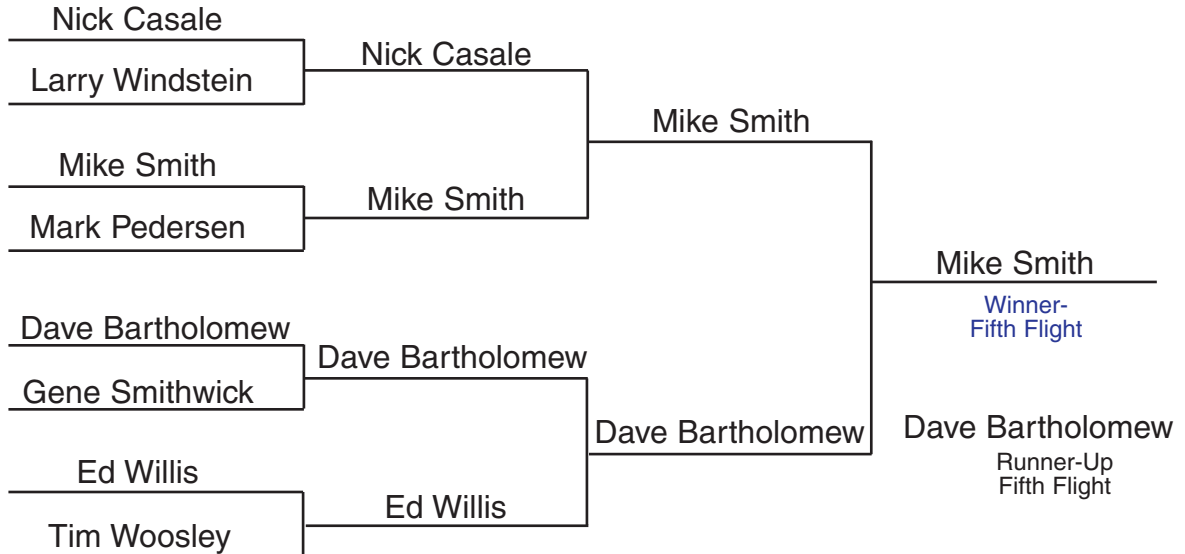 Nick Casale
Larry Windstein
Mike Smith
Mark Pedersen
Dave Bartholomew
Gene Smithwick
Ed Willis
Tim Woosley
Nick Casale
Mike Smith
Dave Bartholomew
Ed Willis
Mike Smith
Dave Bartholomew
Mike Smith
Winner-
Fifth Flight
Dave Bartholomew
Runner-Up
Fifth Flight